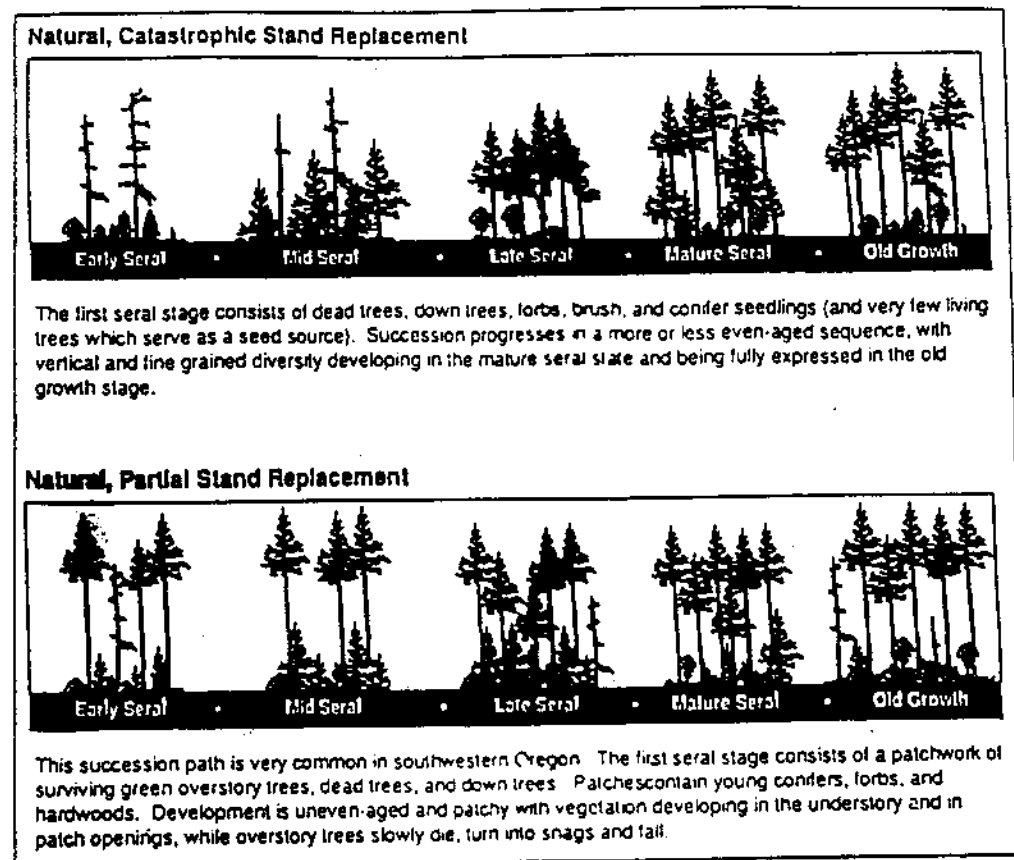 Natural, Catastrophic Stand Replacement
Early Seral • Mid Seral • Late Seral • Mature Seral • Old Growth
The first seral stage consists of dead trees, down trees, forbs, brush, and conifer seedlings (and very few living
trees which serve as a seed source). Succession progresses in a more or less even-aged sequence, with
vertical and fine grained diversity developing in the mature seral state and being fully expressed in the old
growth stage.
Natural, Partial Stand Replacement
Early Seral • Mid Seral • Late Seral • Mature Seral • Old Growth
This succession path is very common in southwestern Oregon The first seral stage consists of a patchwork of
surviving green overstory trees, dead trees, and down trees Patchescontain young conifers, forbs, and
hardwoods. Development is uneven-aged and patchy with vegetation developing in the understory and in
patch openings, while overstory trees slowly die, turn into snags and fall.